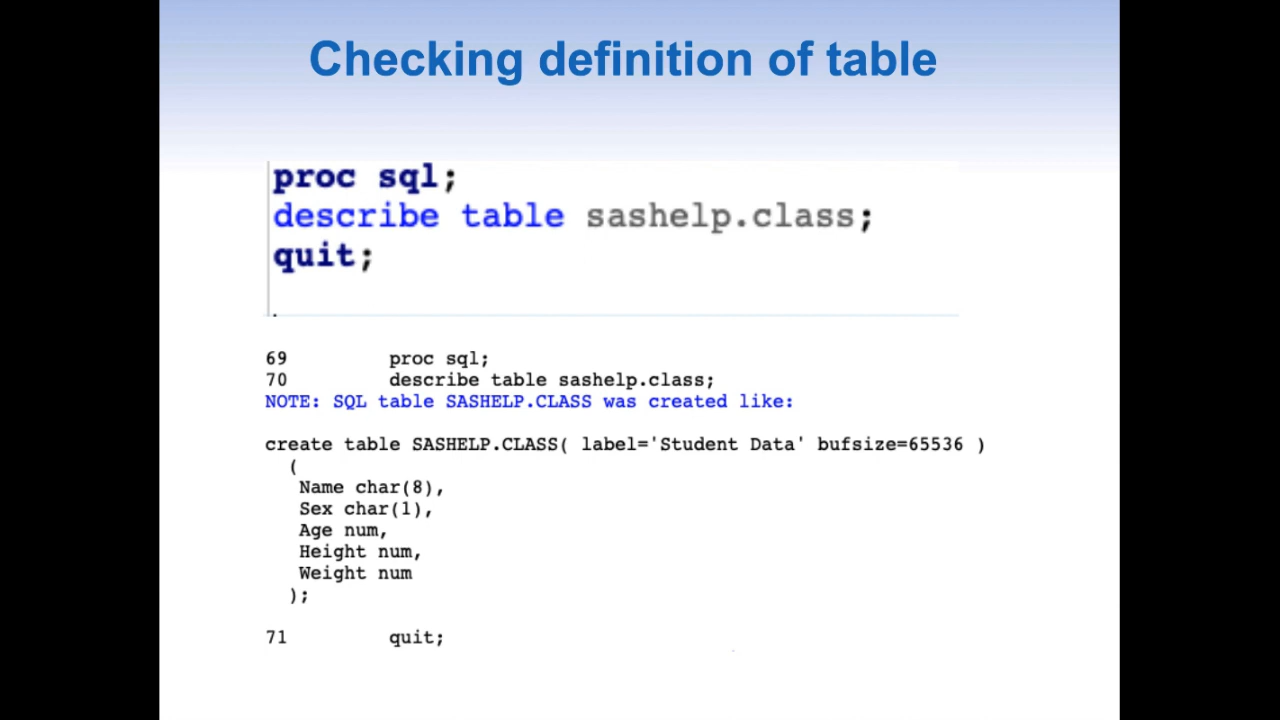 Checking definition of table
proc sql;
describe table sashelp.class;
quit;
69 proc sql;
70 describe table sashelp.class;
NOTE: SQL table SASHELP.CLASS was created like:
create table SASHELP.CLASS( label='Student Data' bufsize=65536 )
(
Name char(8),
Sex char(1),
Age num,
Height num,
Weight num
);
71 quit;